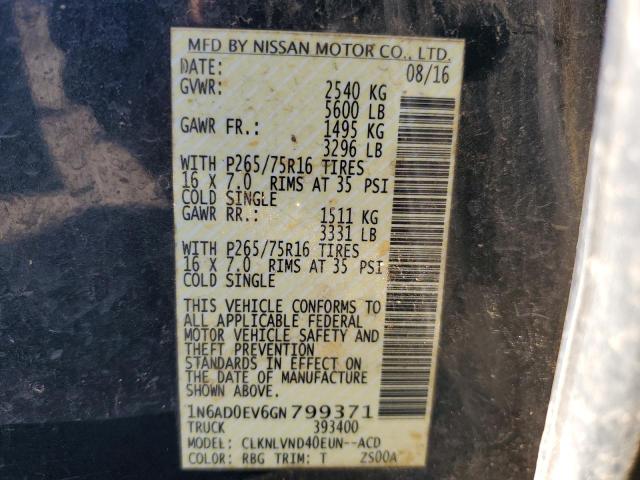 MFD BY NISSAN MOTOR CO., LTD.
DATE: 08/16
GVWR: 2540 KG
5600 LB
GAWR FR.: 1495 KG
3296 LB
WITH P265/75R16 TIRES
16 X 7.0 RIMS AT 35 PSI
COLD SINGLE
GAWR RR.: 1511 KG
3331 LB
WITH P265/75R16 TIRES
16 X 7.0 RIMS AT 35 PSI
COLD SINGLE
THIS VEHICLE CONFORMS TO
ALL APPLICABLE FEDERAL
MOTOR VEHICLE SAFETY AND
THEFT PREVENTION
STANDARDS IN EFFECT ON
THE DATE OF MANUFACTURE
SHOWN ABOVE.
1N6AD0EV6GN799371
TRUCK 393400
MODEL: CLKNLVND40EUN--ACD
COLOR: RBG TRIM: T ZS00A